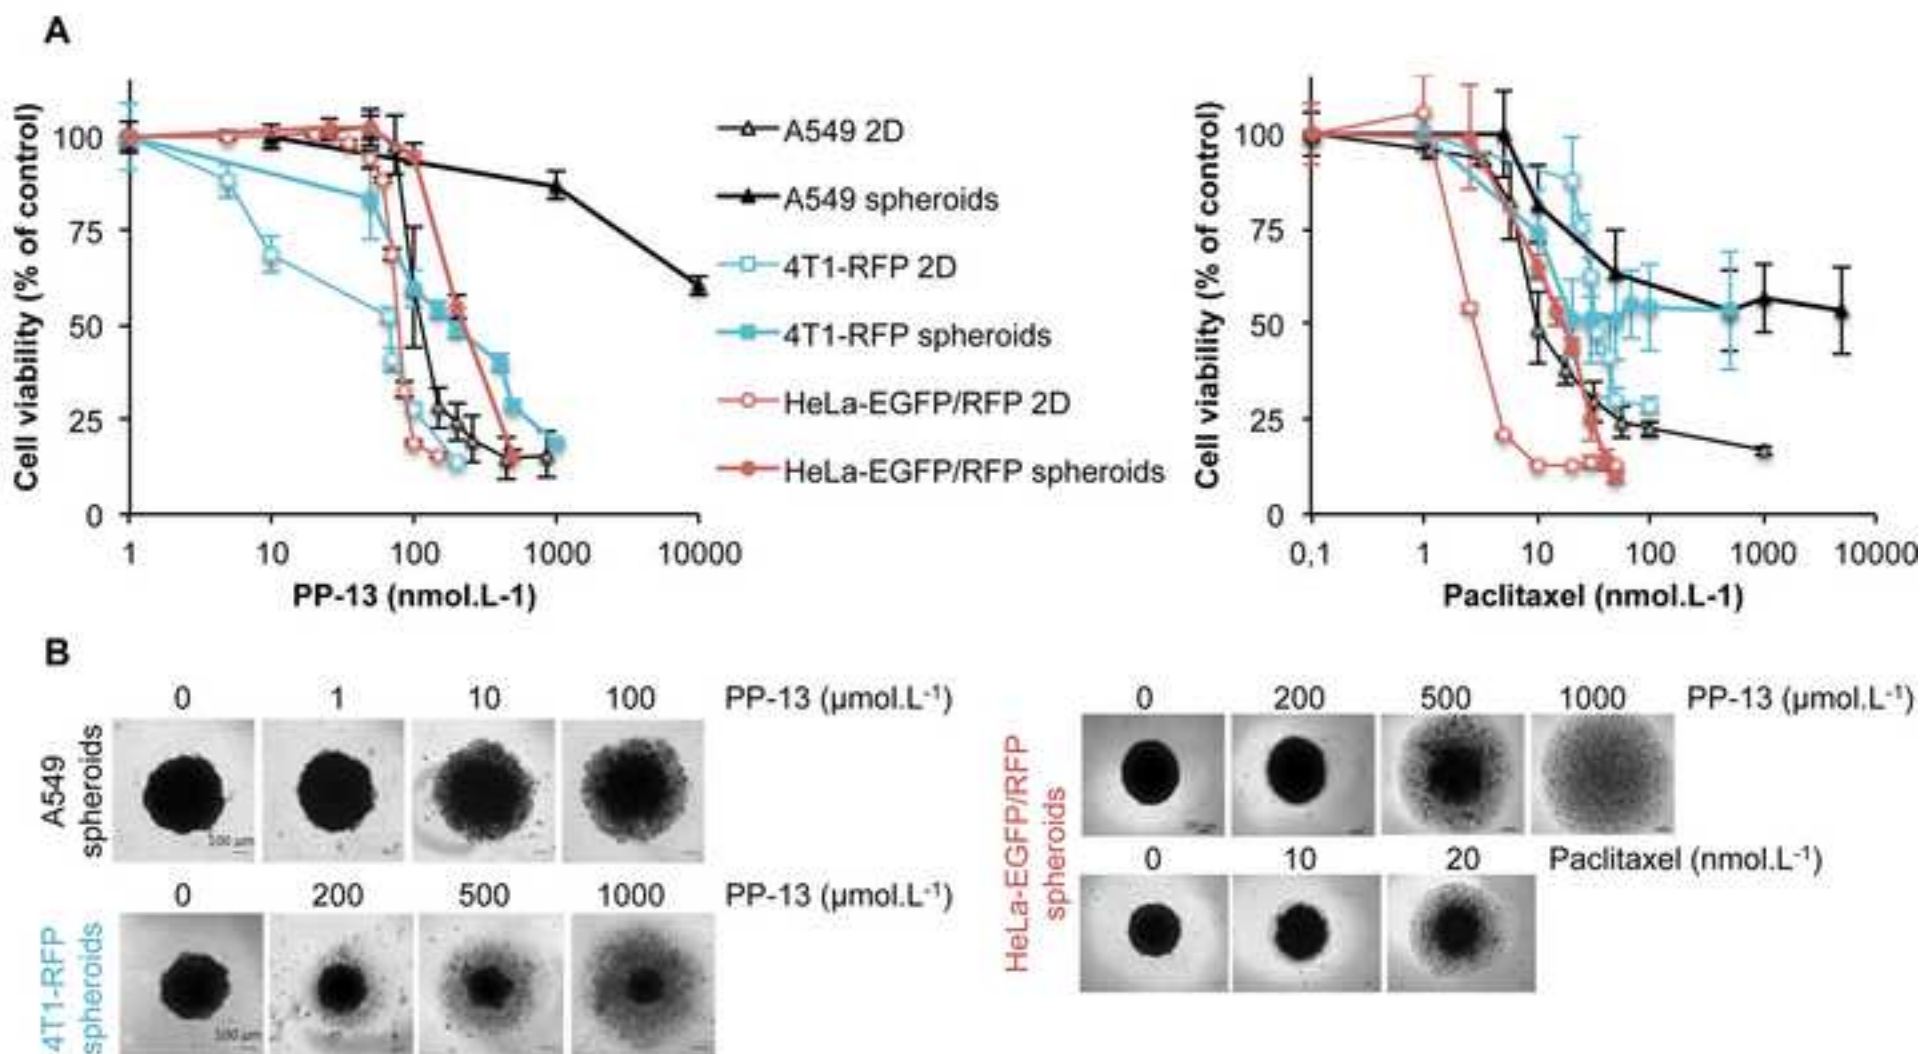 A
Cell viability (% of control)
100
75
50
25
0
1 10 100 1000 10000
PP-13 (nmol.L-1)
A549 2D
A549 spheroids
4T1-RFP 2D
4T1-RFP spheroids
HeLa-EGFP/RFP 2D
HeLa-EGFP/RFP spheroids
Cell viability (% of control)
100
75
50
25
0
0,1 1 10 100 1000 10000
Paclitaxel (nmol.L-1)
B
A549
spheroids
0 1 10 100 PP-13 (µmol.L-1)
100 µm
4T1-RFP
spheroids
0 200 500 1000 PP-13 (µmol.L-1)
100 µm
HeLa-EGFP/RFP
spheroids
0 200 500 1000 PP-13 (µmol.L-1)
0 10 20 Paclitaxel (nmol.L-1)